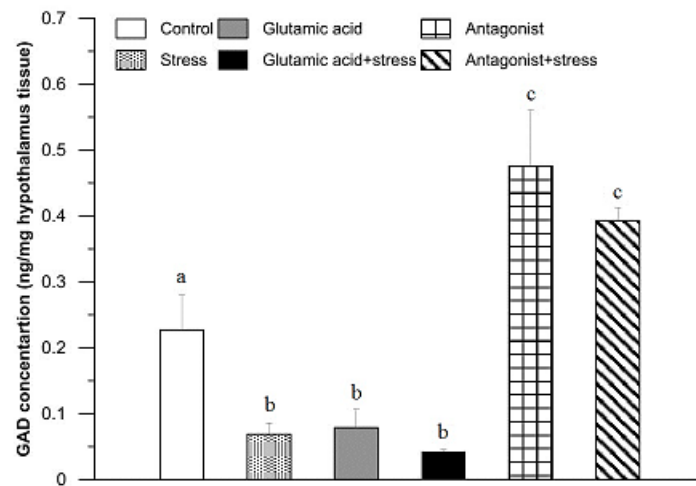 0.7
0.6
0.5
0.4
0.3
0.2
0.1
0
GAD concentartion (ng/mg hypothalamus tissue)
Control
Glutamic acid
Antagonist
Stress
Glutamic acid+stress
Antagonist+stress
a
b
b
b
c
c